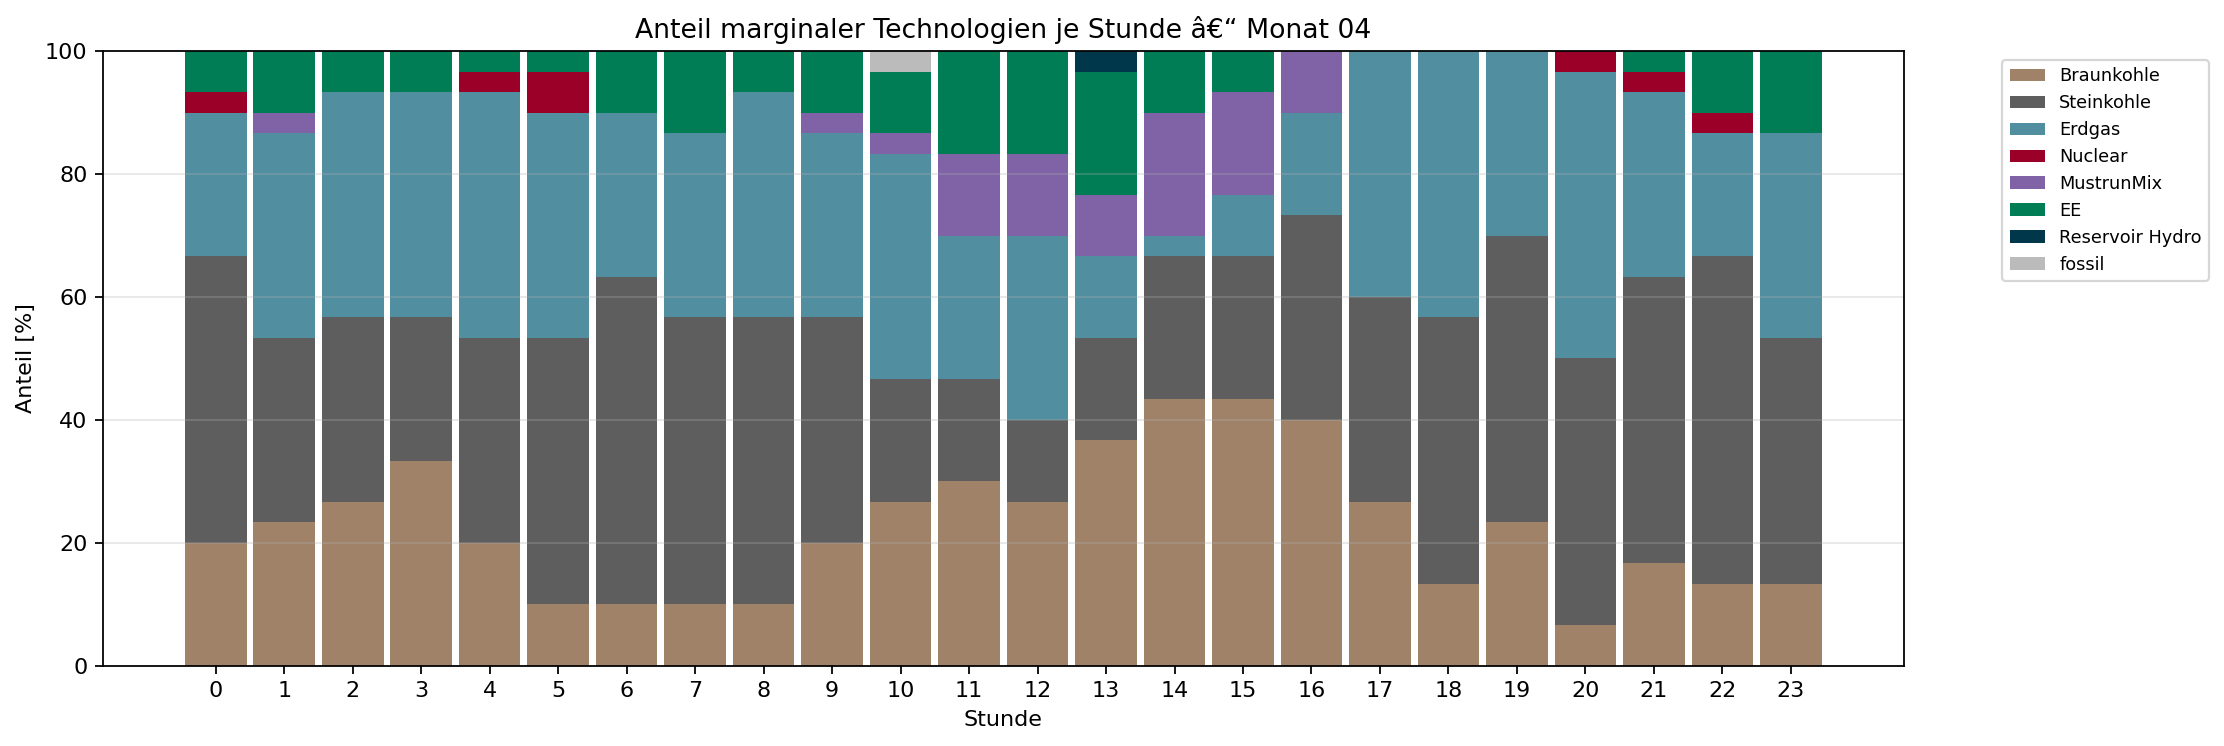 Anteil marginaler Technologien je Stunde â€“ Monat 04
Anteil [%]
100
80
60
40
20
0
0 1 2 3 4 5 6 7 8 9 10 11 12 13 14 15 16 17 18 19 20 21 22 23
Stunde
Braunkohle
Steinkohle
Erdgas
Nuclear
MustrunMix
EE
Reservoir Hydro
fossil